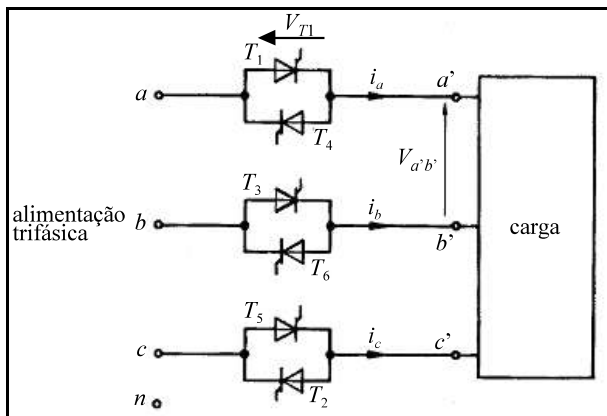 V_T1
T_1
a
i_a
a'
T_4
V_a'b'
T_3
alimentação
trifásica
b
i_b
b'
carga
T_6
T_5
c
i_c
c'
T_2
n